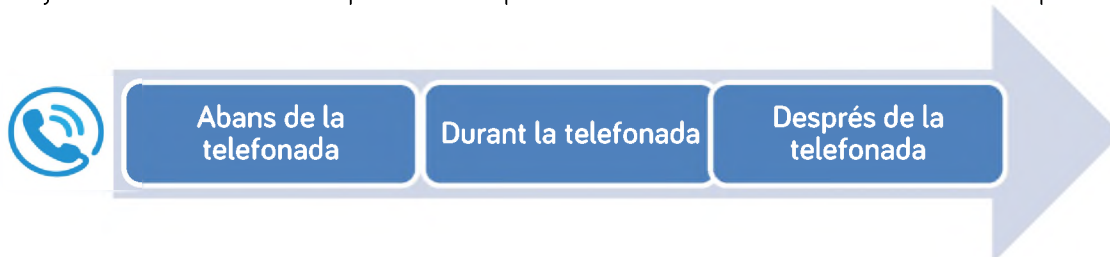 Abans de la
telefonada
Durant la telefonada
Després de la
telefonada